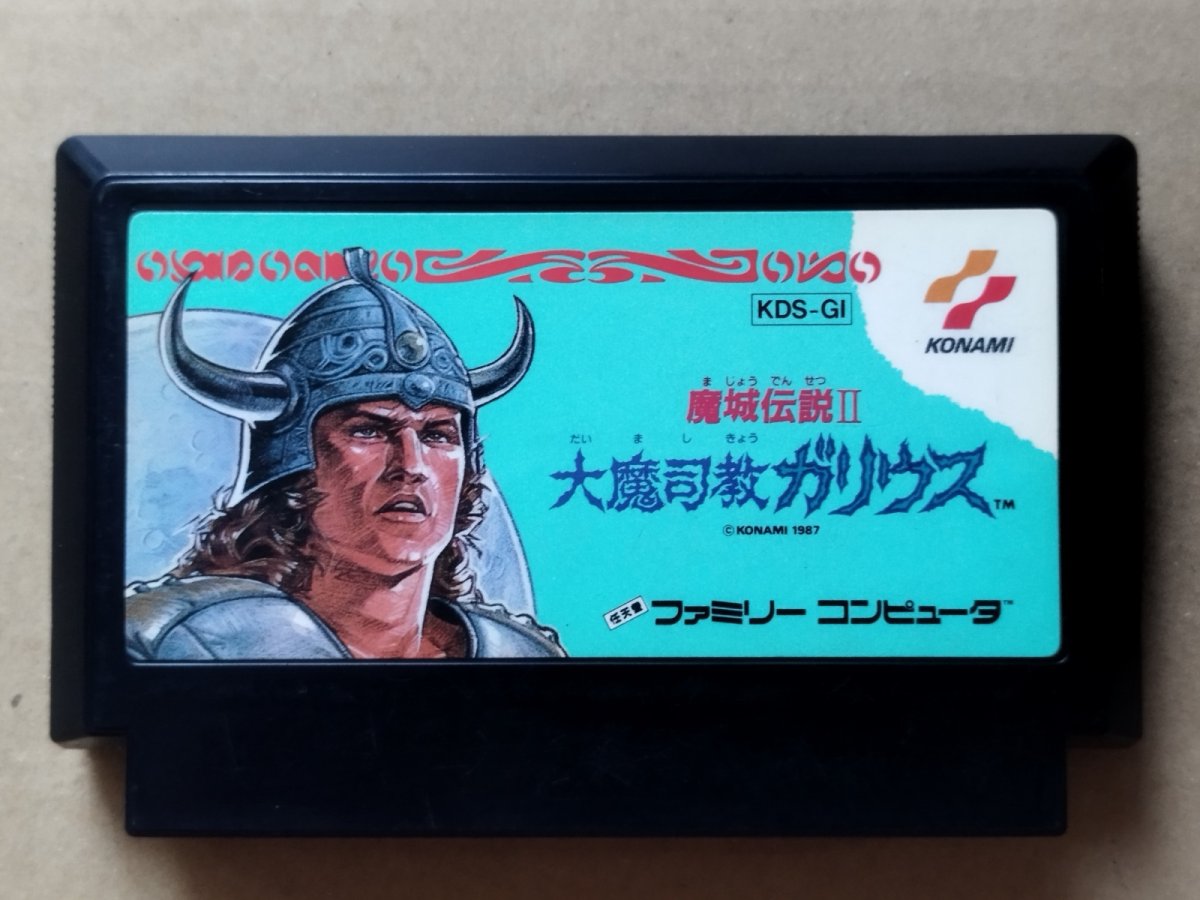 KONAMI
KDS-GI
ま じょう でん せつ
魔城伝説II
だい ま し きょう
大魔司教ガリウス™
©KONAMI 1987
任天堂 ファミリー コンピュータ™